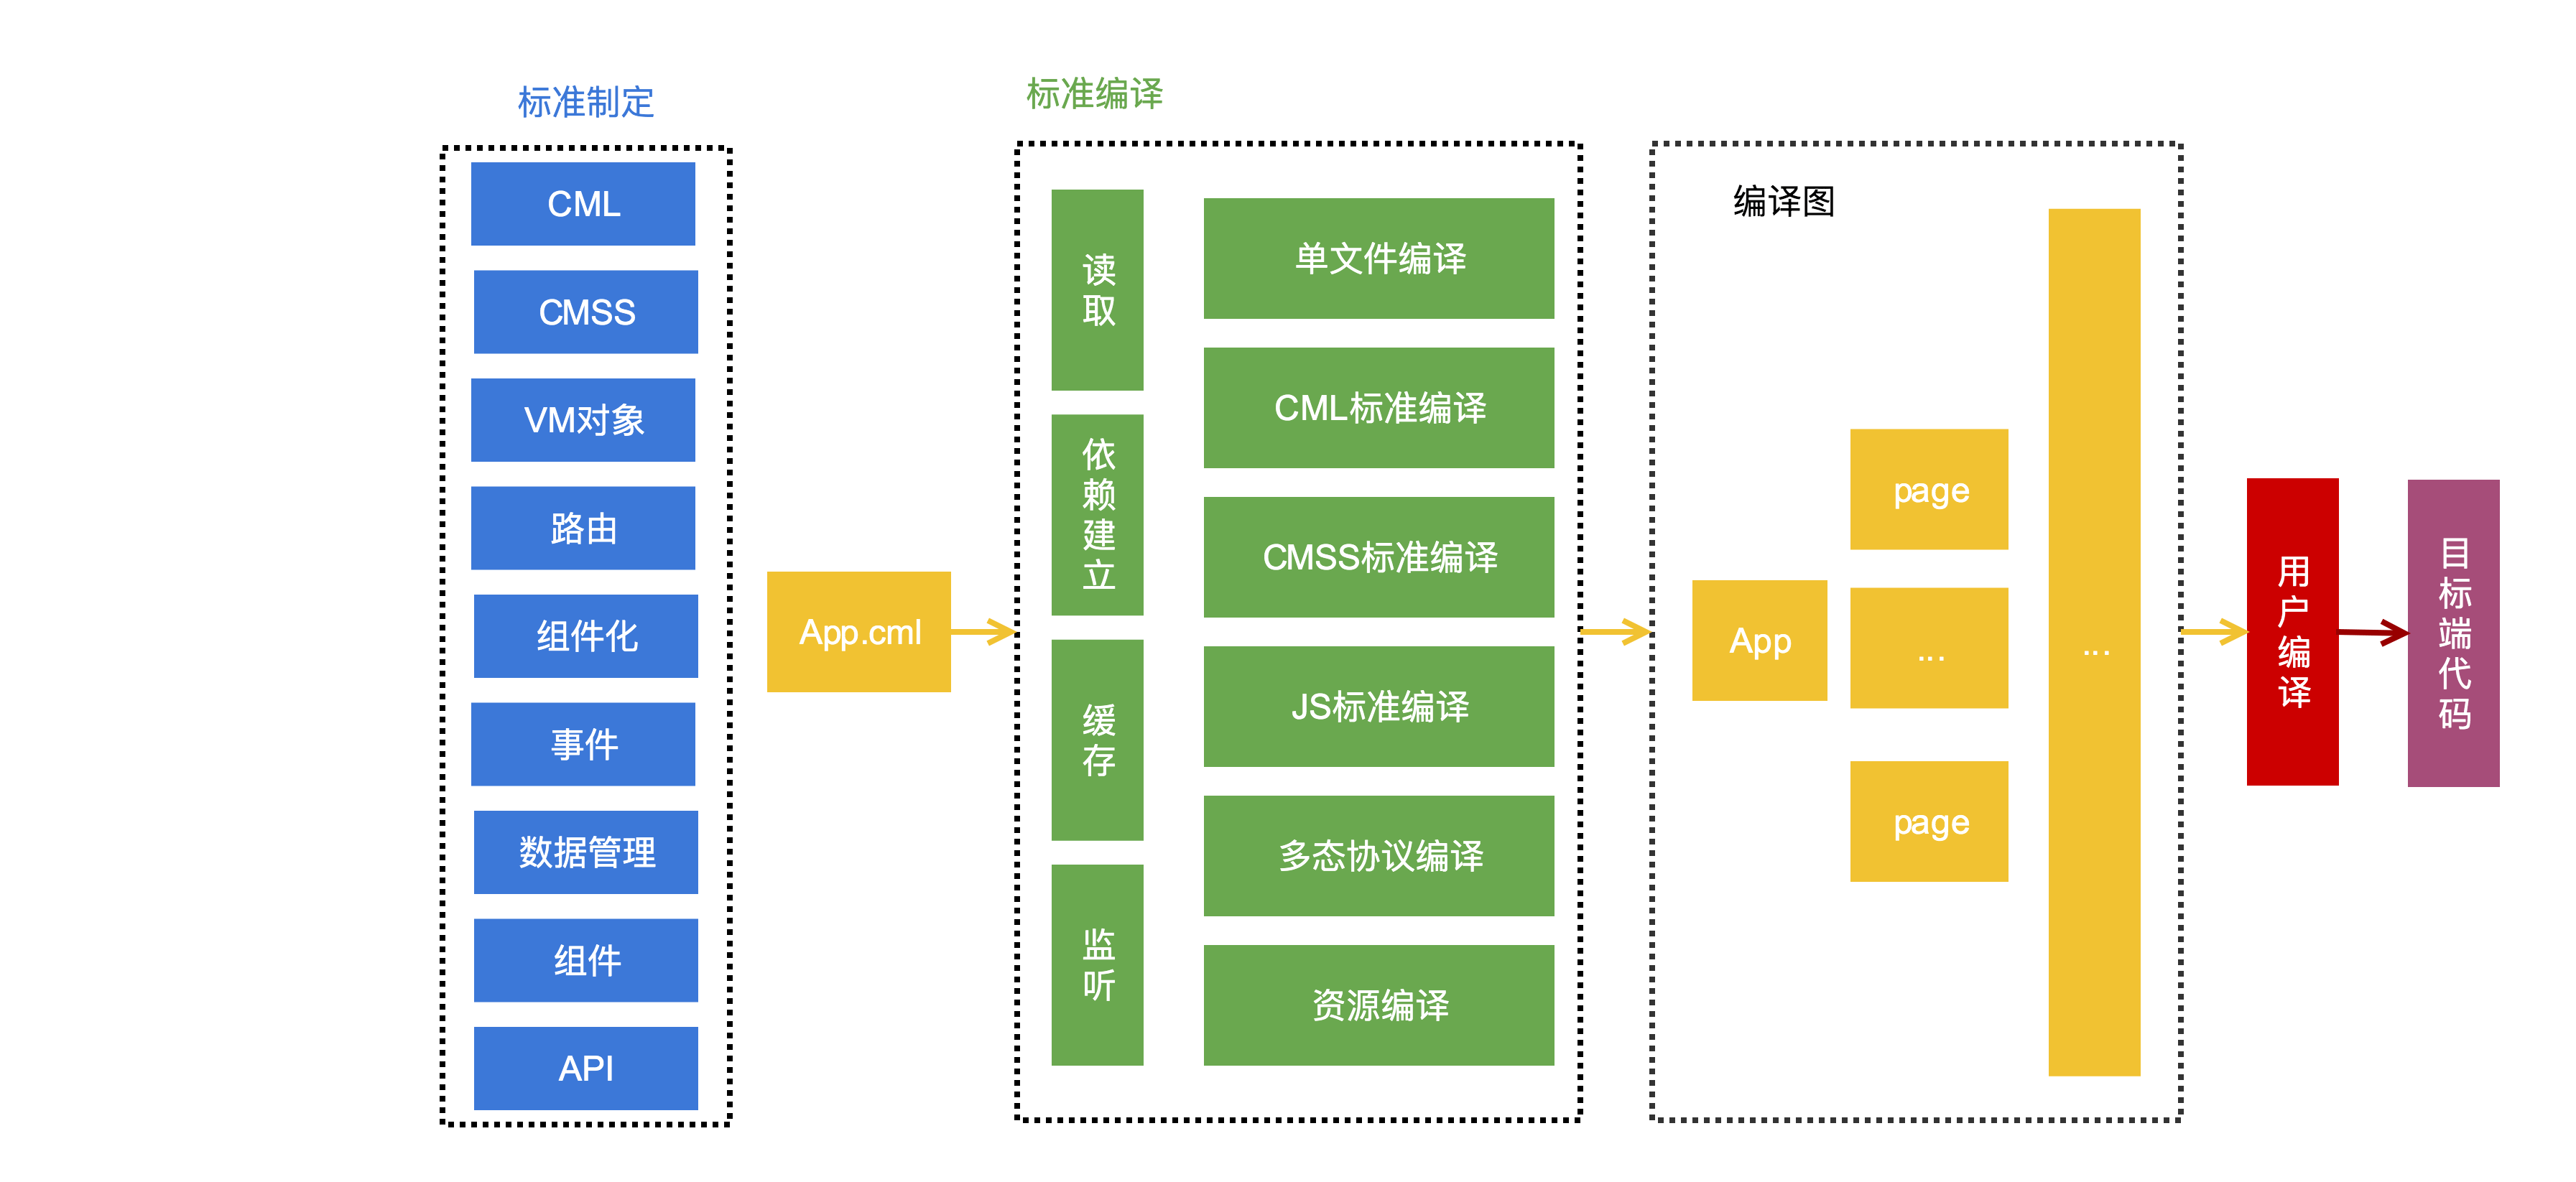 标准制定
CML
CMSS
VM对象
路由
组件化
事件
数据管理
组件
API
App.cml
标准编译
读
取
依
赖
建
立
缓
存
监
听
单文件编译
CML标准编译
CMSS标准编译
JS标准编译
多态协议编译
资源编译
编译图
App
page
...
page
...
用
户
编
译
目
标
端
代
码